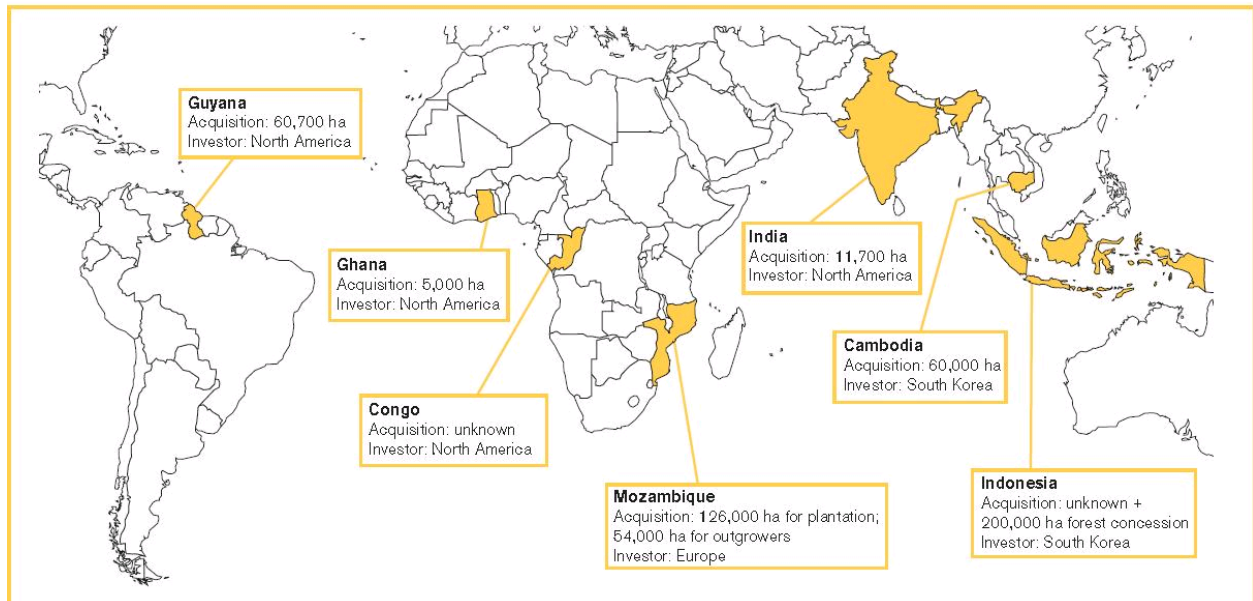 Guyana
Acquisition: 60,700 ha
Investor: North America
Ghana
Acquisition: 5,000 ha
Investor: North America
Congo
Acquisition: unknown
Investor: North America
Mozambique
Acquisition: 126,000 ha for plantation;
54,000 ha for outgrowers
Investor: Europe
India
Acquisition: 11,700 ha
Investor: North America
Cambodia
Acquisition: 60,000 ha
Investor: South Korea
Indonesia
Acquisition: unknown +
200,000 ha forest concession
Investor: South Korea